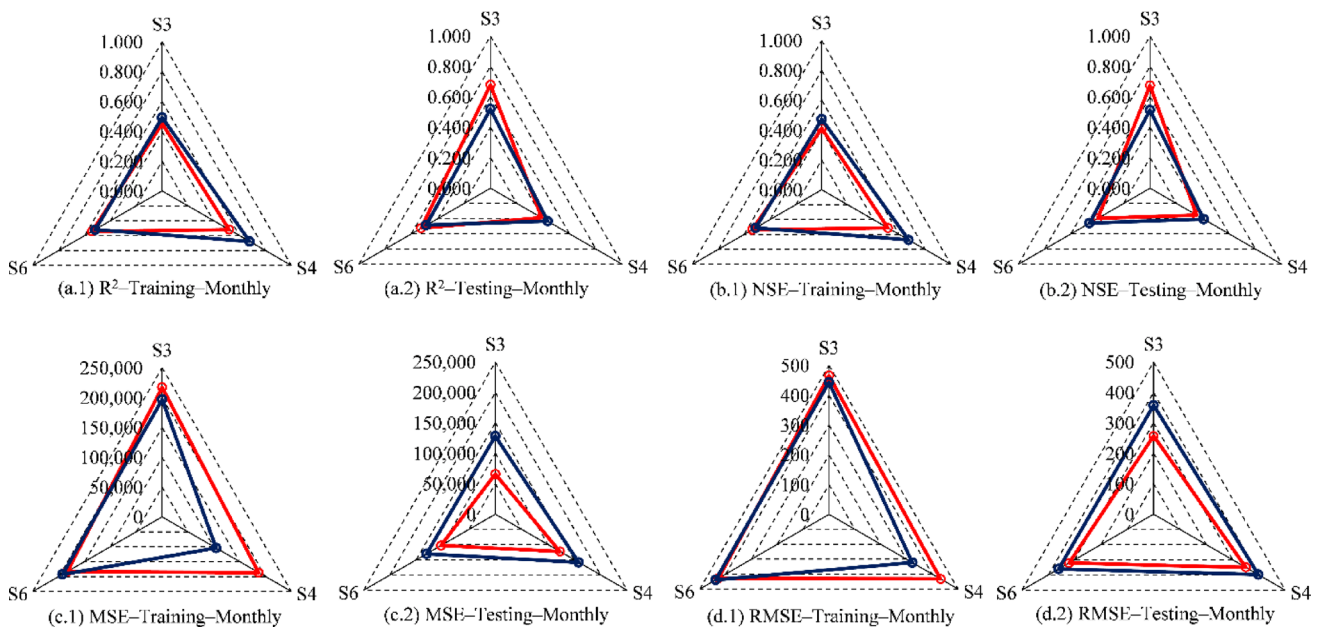 S3
1.000
0.800
0.600
0.400
0.200
0.000
S6
S4
(a.1) R²–Training–Monthly
S3
1.000
0.800
0.600
0.400
0.200
0.000
S6
S4
(a.2) R²–Testing–Monthly
S3
1.000
0.800
0.600
0.400
0.200
0.000
S6
S4
(b.1) NSE–Training–Monthly
S3
1.000
0.800
0.600
0.400
0.200
0.000
S6
S4
(b.2) NSE–Testing–Monthly
S3
250,000
200,000
150,000
100,000
50,000
0
S6
S4
(c.1) MSE–Training–Monthly
S3
250,000
200,000
150,000
100,000
50,000
0
S6
S4
(c.2) MSE–Testing–Monthly
S3
500
400
300
200
100
0
S6
S4
(d.1) RMSE–Training–Monthly
S3
500
400
300
200
100
0
S6
S4
(d.2) RMSE–Testing–Monthly